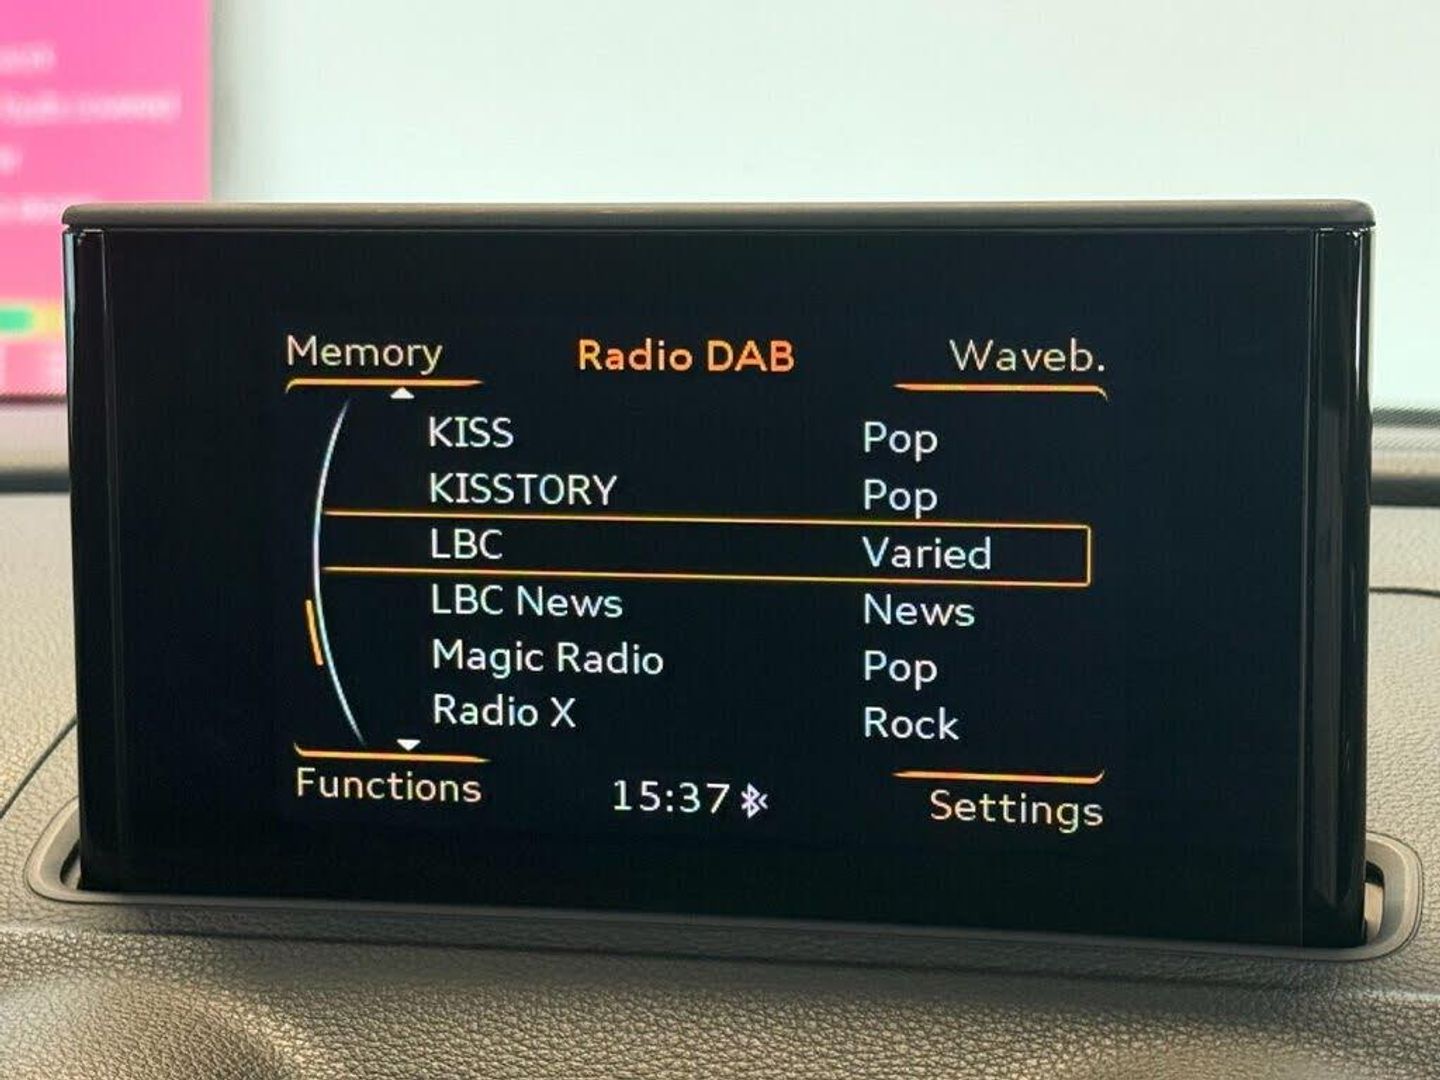 Memory Radio DAB Waveb.
KISS Pop
KISSTORY Pop
LBC Varied
LBC News News
Magic Radio Pop
Radio X Rock
Functions 15:37 Settings